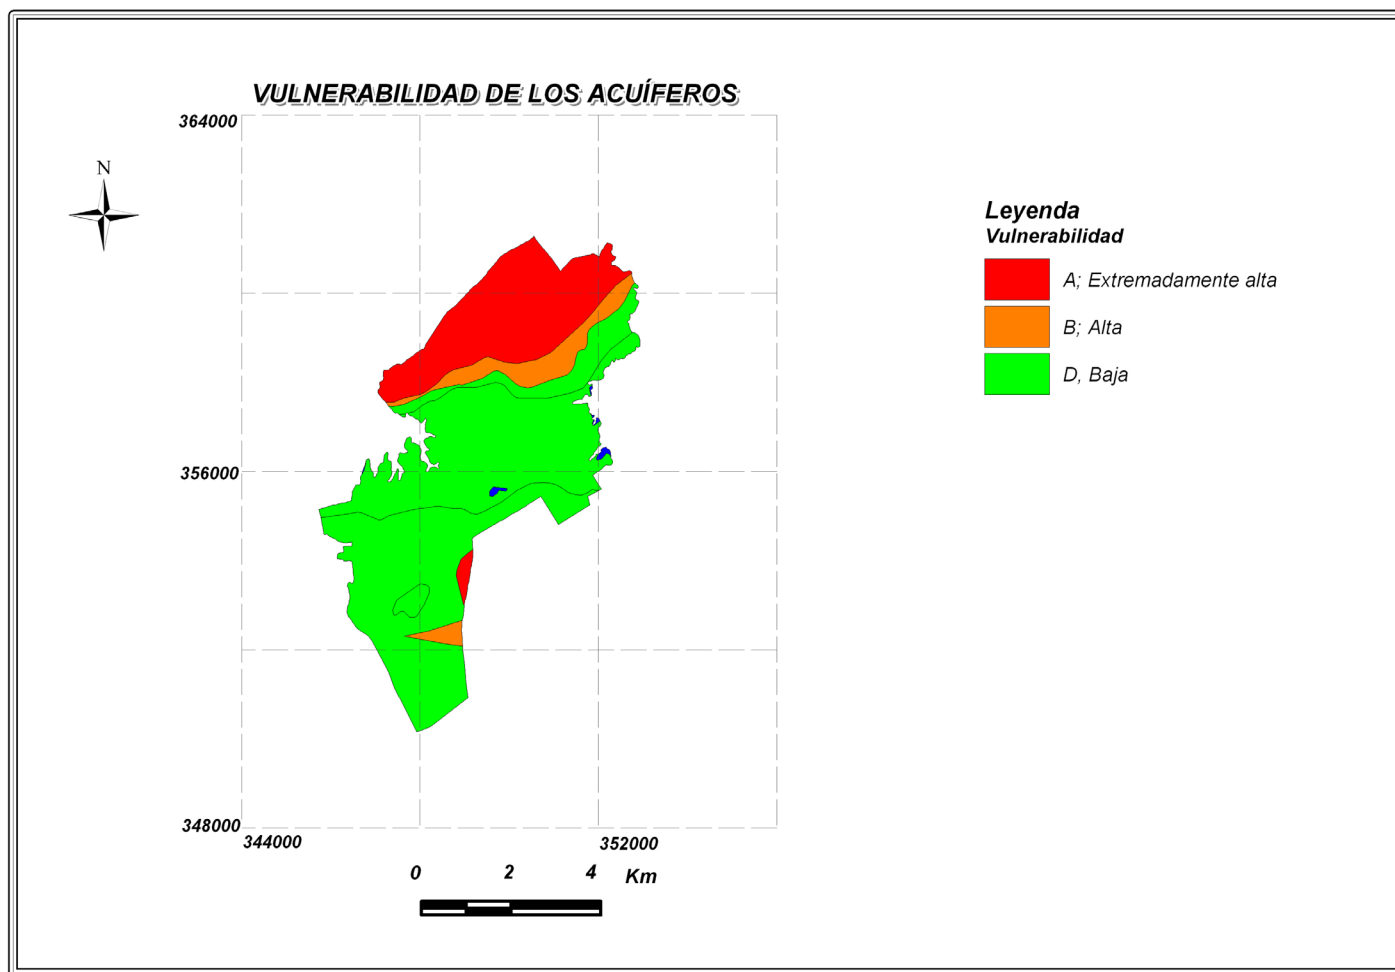 VULNERABILIDAD DE LOS ACUÍFEROS
364000
N
Leyenda
Vulnerabilidad
A; Extremadamente alta
B; Alta
D, Baja
356000
348000
344000
352000
0 2 4 Km